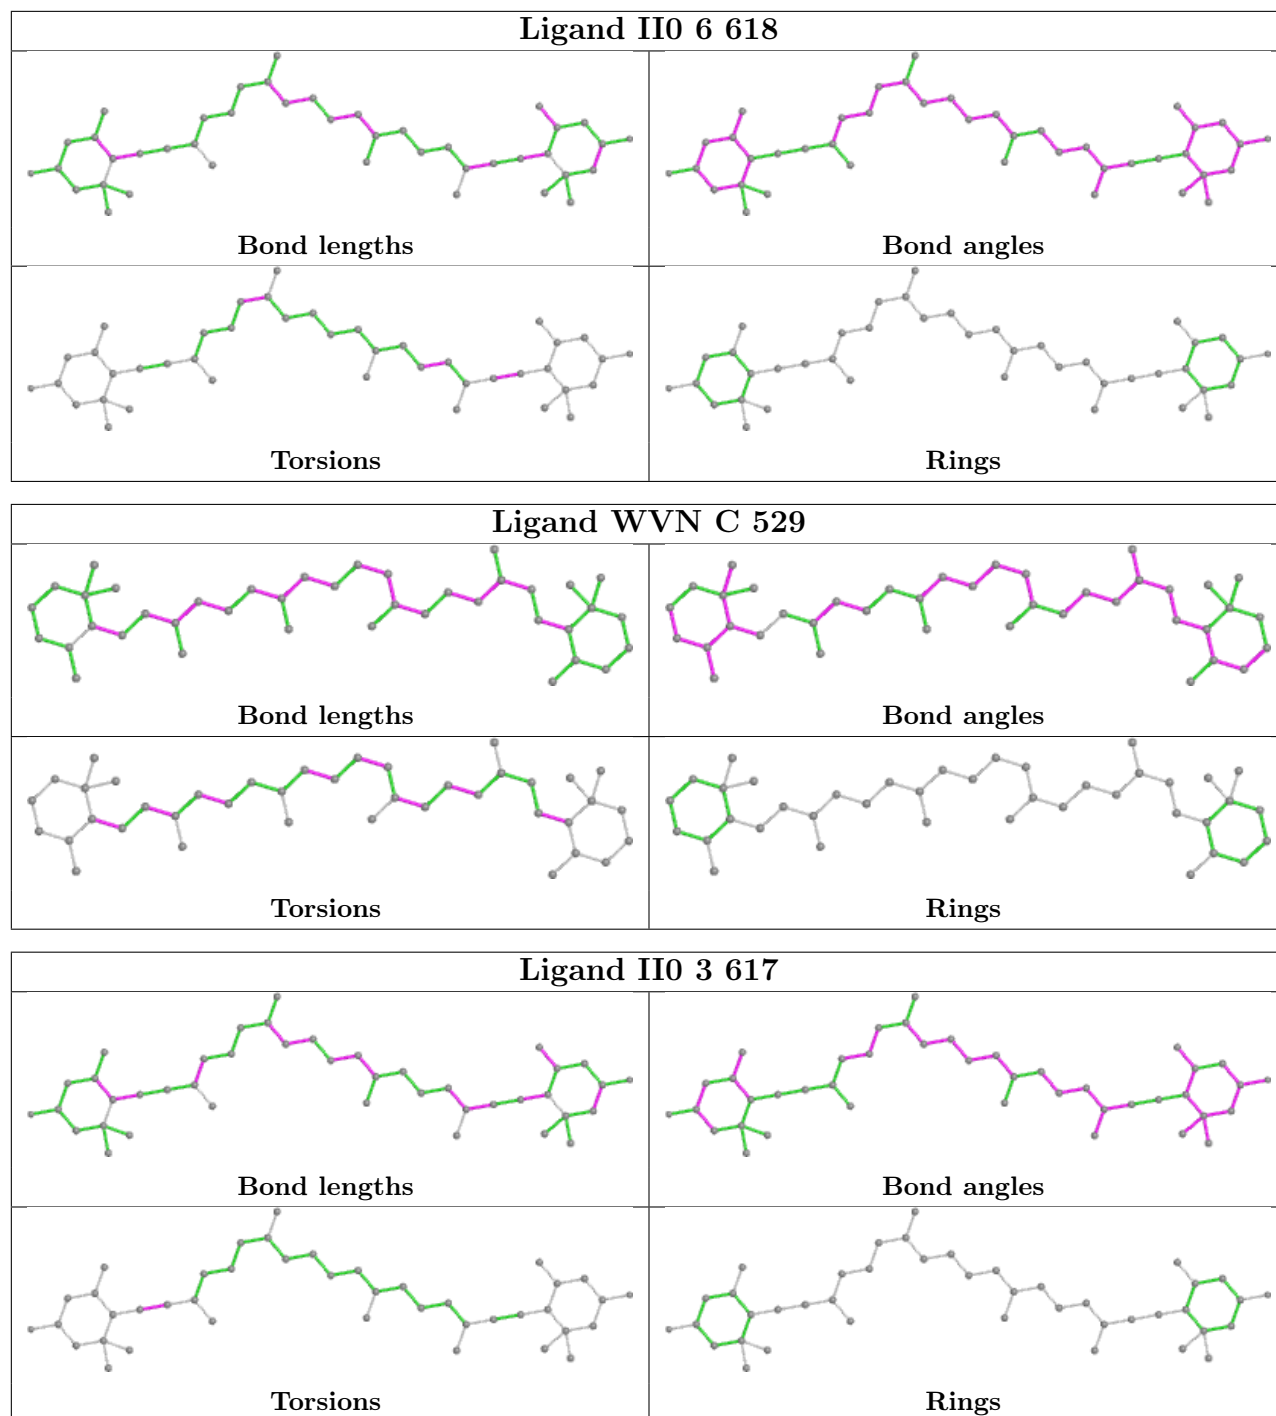 Ligand II0 6 618
Bond lengths
Bond angles
Torsions
Rings
Ligand WVN C 529
Bond lengths
Bond angles
Torsions
Rings
Ligand II0 3 617
Bond lengths
Bond angles
Torsions
Rings